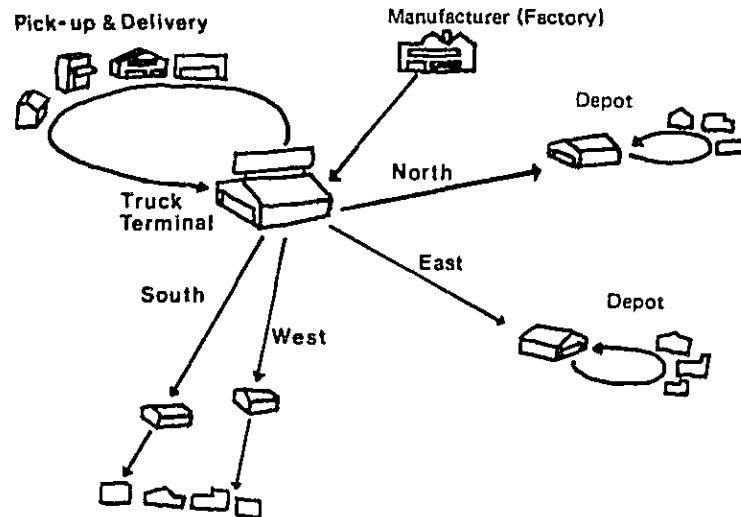 Pick-up & Delivery
Manufacturer (Factory)
Depot
North
Truck
Terminal
East
South
Depot
West